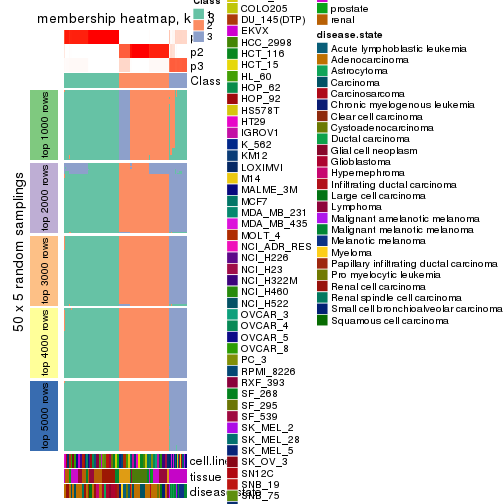 membership heatmap, k
Class
1
2
3
p2
p3
Class
50 x 5 random samplings
top 1000 rows
top 2000 rows
top 3000 rows
top 4000 rows
top 5000 rows
cell.line
tissue
disease.state
COLO205
DU_145(DTP)
EKVX
HCC_2998
HCT_116
HCT_15
HL_60
HOP_62
HOP_92
HS578T
HT29
IGROV1
K_562
KM12
LOXIMVI
M14
MALME_3M
MCF7
MDA_MB_231
MDA_MB_435
MOLT_4
NCI_ADR_RES
NCI_H226
NCI_H23
NCI_H322M
NCI_H460
NCI_H522
OVCAR_3
OVCAR_4
OVCAR_5
OVCAR_8
PC_3
RPMI_8226
RXF_393
SF_268
SF_295
SF_539
SK_MEL_2
SK_MEL_28
SK_MEL_5
SK_OV_3
SN12C
SNB_19
SNB_75
prostate
renal
disease.state
Acute lymphoblastic leukemia
Adenocarcinoma
Astrocytoma
Carcinoma
Carcinosarcoma
Chronic myelogenous leukemia
Clear cell carcinoma
Cystoadenocarcinoma
Ductal carcinoma
Glial cell neoplasm
Glioblastoma
Hypernephroma
Infiltrating ductal carcinoma
Large cell carcinoma
Lymphoma
Malignant amelanotic melanoma
Malignant melanotic melanoma
Melanotic melanoma
Myeloma
Papillary infiltrating ductal carcinoma
Pro myelocytic leukemia
Renal cell carcinoma
Renal spindle cell carcinoma
Small cell bronchioalveolar carcinoma
Squamous cell carcinoma